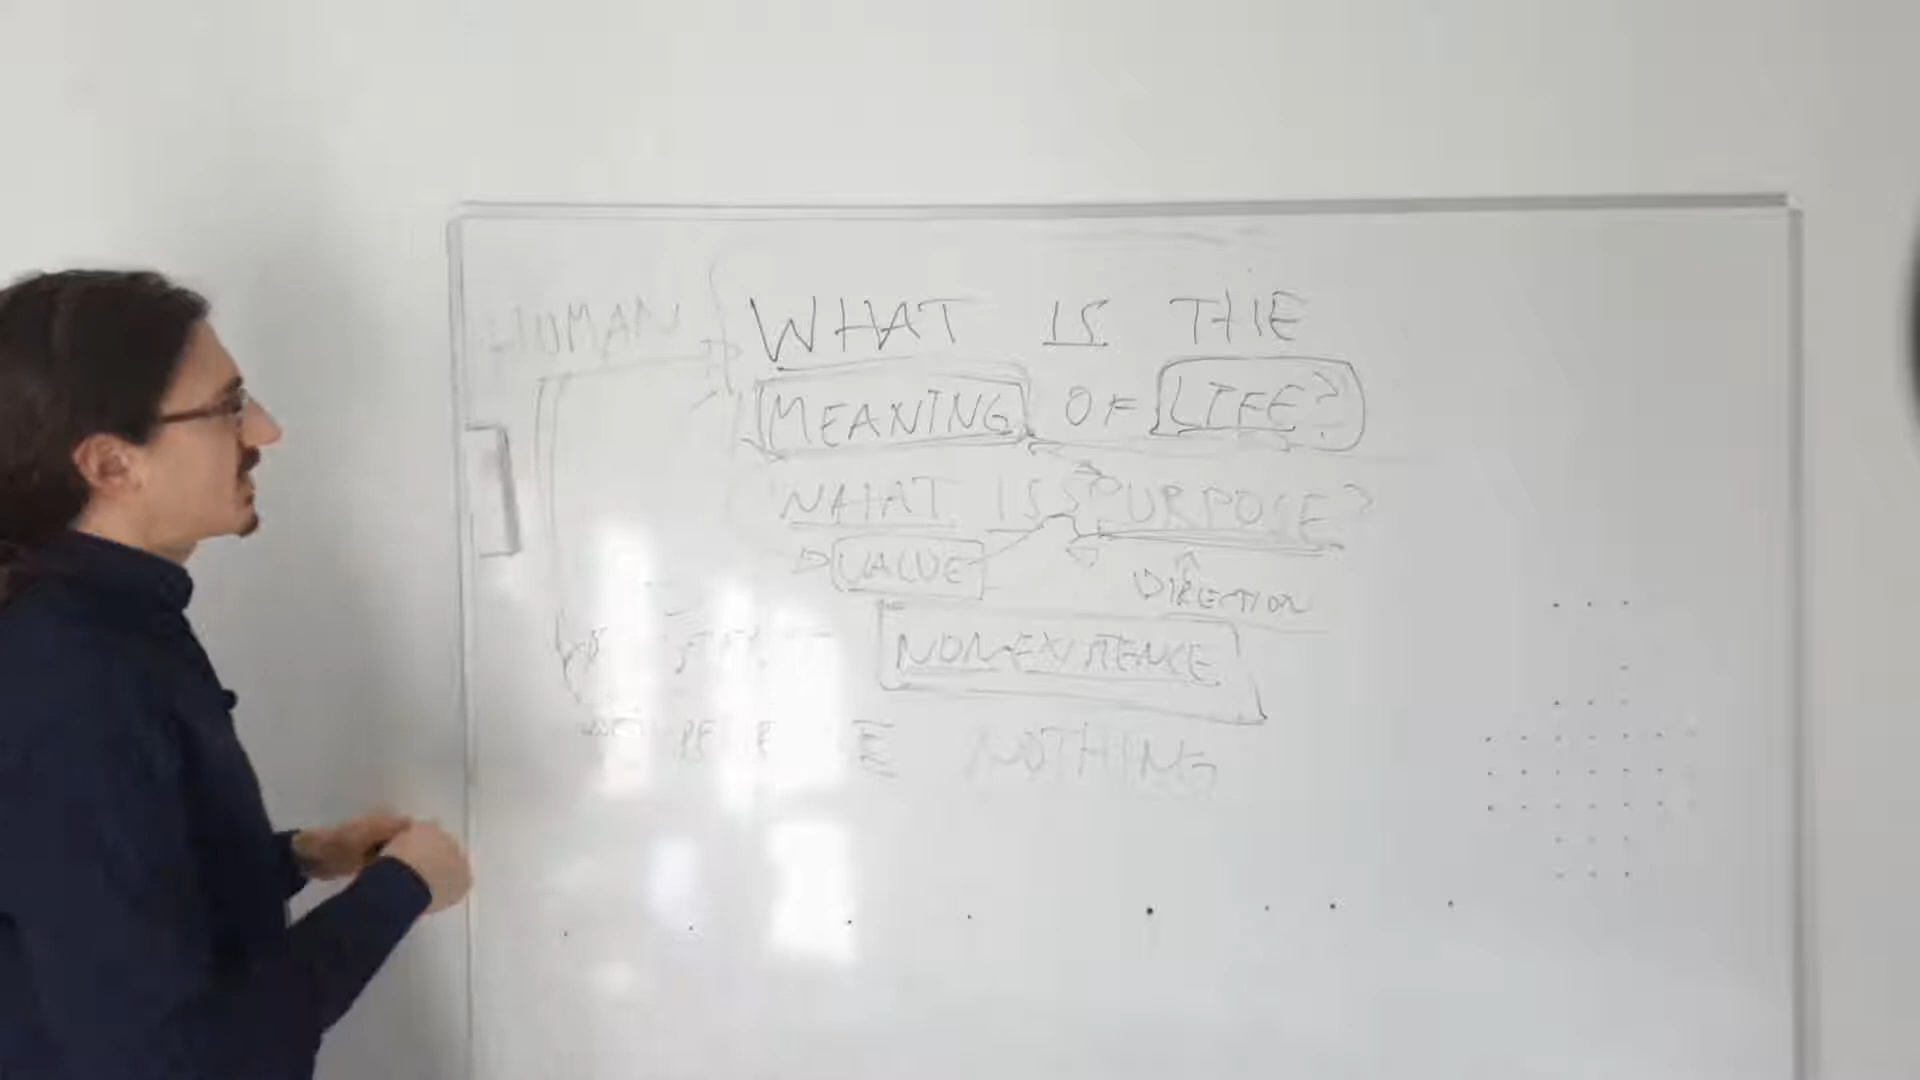 HUMAN WHAT IS THE
MEANING OF LIFE?
WHAT IS PURPOSE?
VALUE
DIRECTION
NON-EXISTENCE
NOTHING